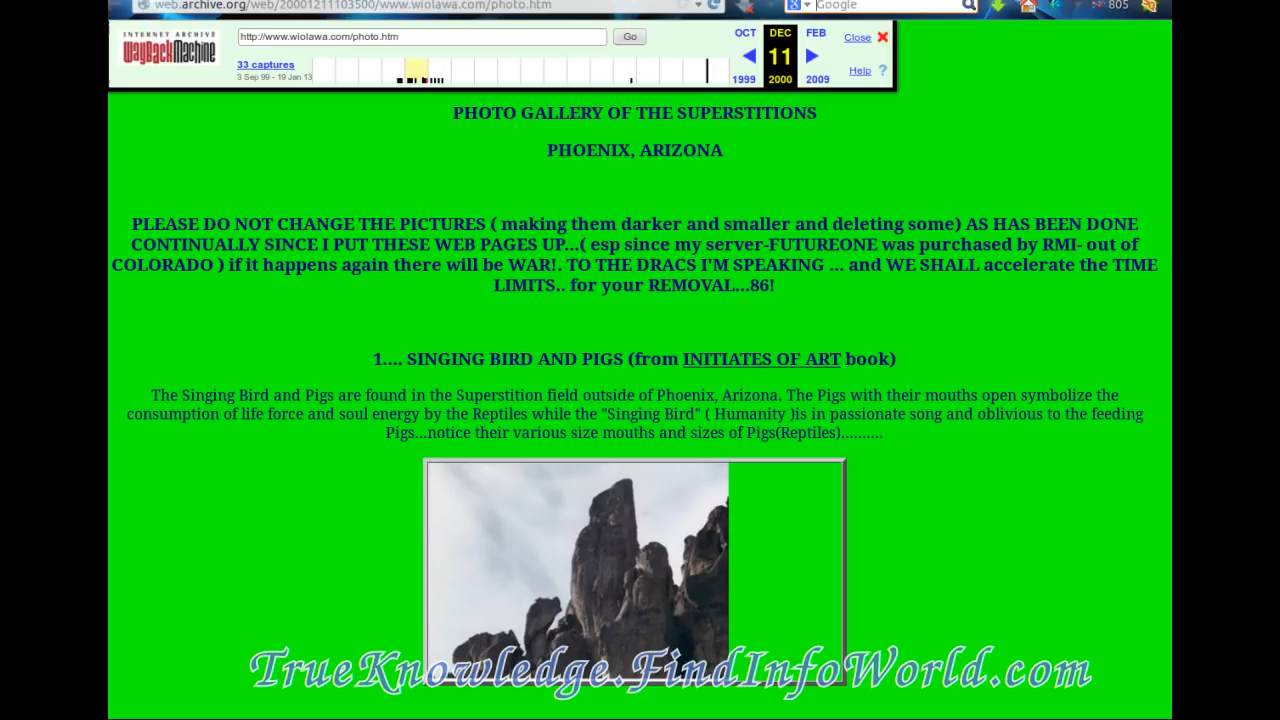 web.archive.org/web/20001211103500/www.wiolawa.com/photo.htm
Google
805
INTERNET ARCHIVE
WayBackMachine
http://www.wiolawa.com/photo.htm
Go
OCT DEC FEB
Close
33 captures
11
3 Sep 99 - 19 Jan 13
1999 2000 2009
Help ?
PHOTO GALLERY OF THE SUPERSTITIONS
PHOENIX, ARIZONA
PLEASE DO NOT CHANGE THE PICTURES ( making them darker and smaller and deleting some) AS HAS BEEN DONE
CONTINUALLY SINCE I PUT THESE WEB PAGES UP...( esp since my server-FUTUREONE was purchased by RMI- out of
COLORADO ) if it happens again there will be WAR!. TO THE DRACS I'M SPEAKING ... and WE SHALL accelerate the TIME
LIMITS.. for your REMOVAL...86!
1.... SINGING BIRD AND PIGS (from INITIATES OF ART book)
The Singing Bird and Pigs are found in the Superstition field outside of Phoenix, Arizona. The Pigs with their mouths open symbolize the
consumption of life force and soul energy by the Reptiles while the "Singing Bird" ( Humanity )is in passionate song and oblivious to the feeding
Pigs...notice their various size mouths and sizes of Pigs(Reptiles)..........
TrueKnowledge.FindInfoWorld.com